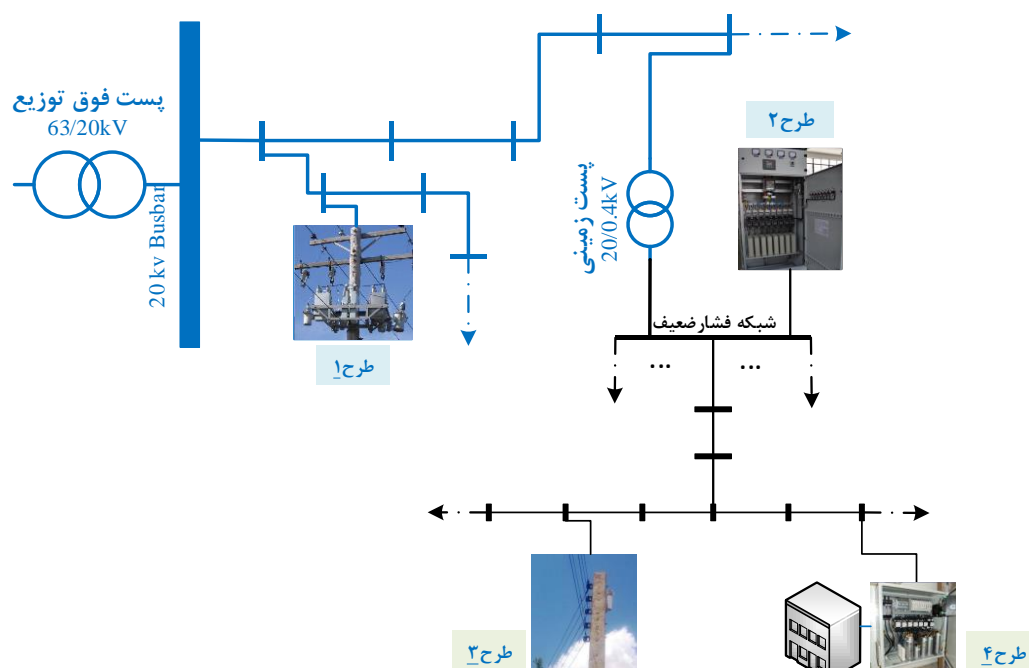 پست فوق توزیع
63/20kV
20 kv Busbar
طرح۱
طرح۲
پست زمینی
20/0.4kV
شبکه فشارضعیف
...
...
طرح۳
طرح۴